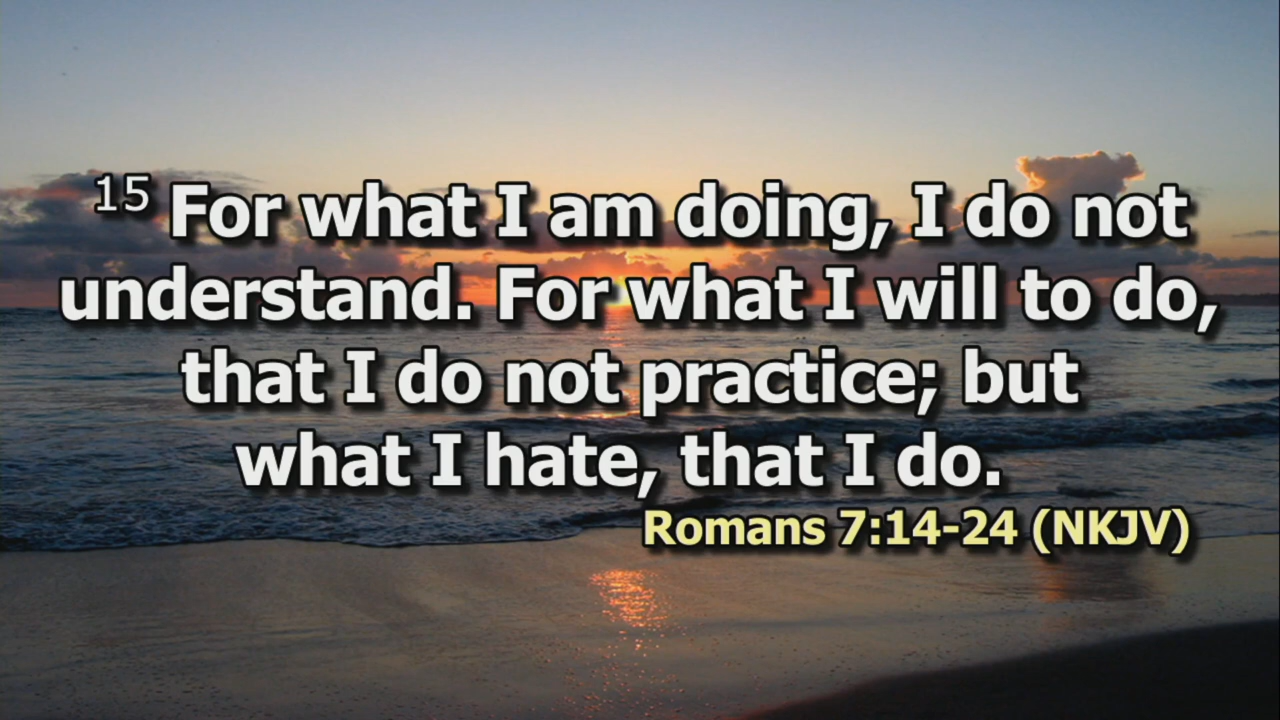 15 For what I am doing, I do not
understand. For what I will to do,
that I do not practice; but
what I hate, that I do.
Romans 7:14-24 (NKJV)